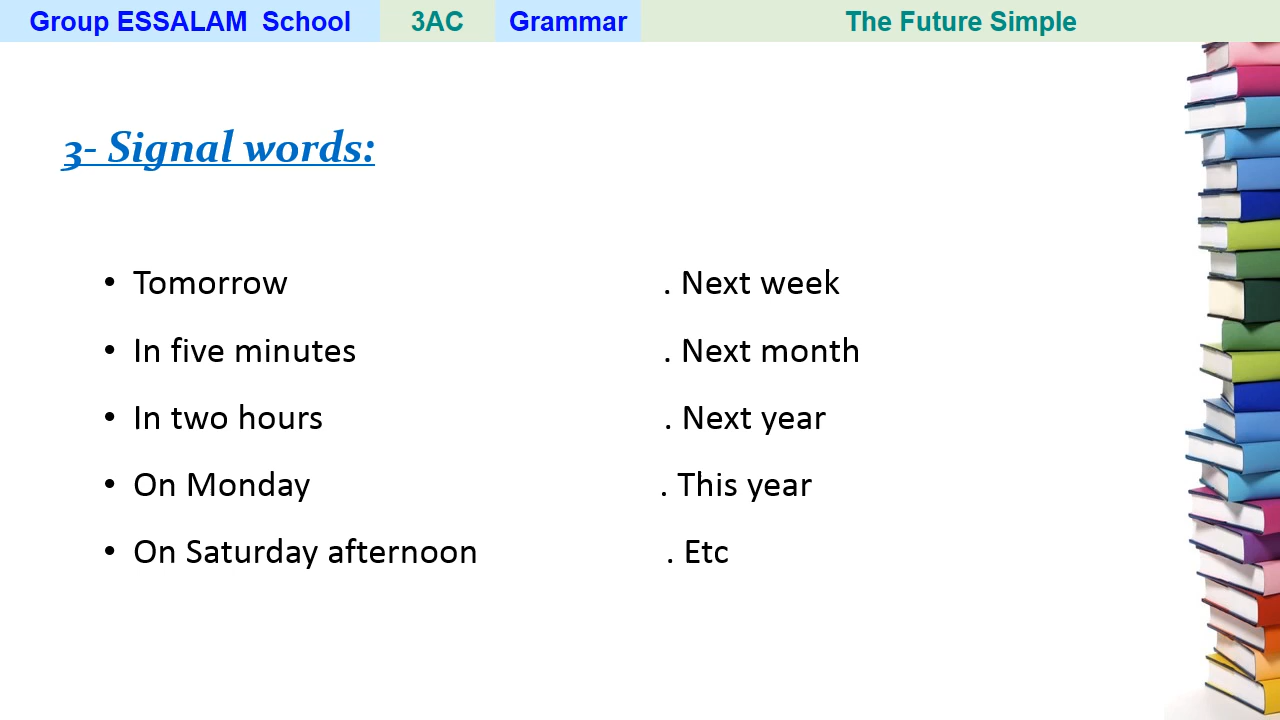 Group ESSALAM School 3AC Grammar The Future Simple
3- Signal words:
• Tomorrow . Next week
• In five minutes . Next month
• In two hours . Next year
• On Monday . This year
• On Saturday afternoon . Etc